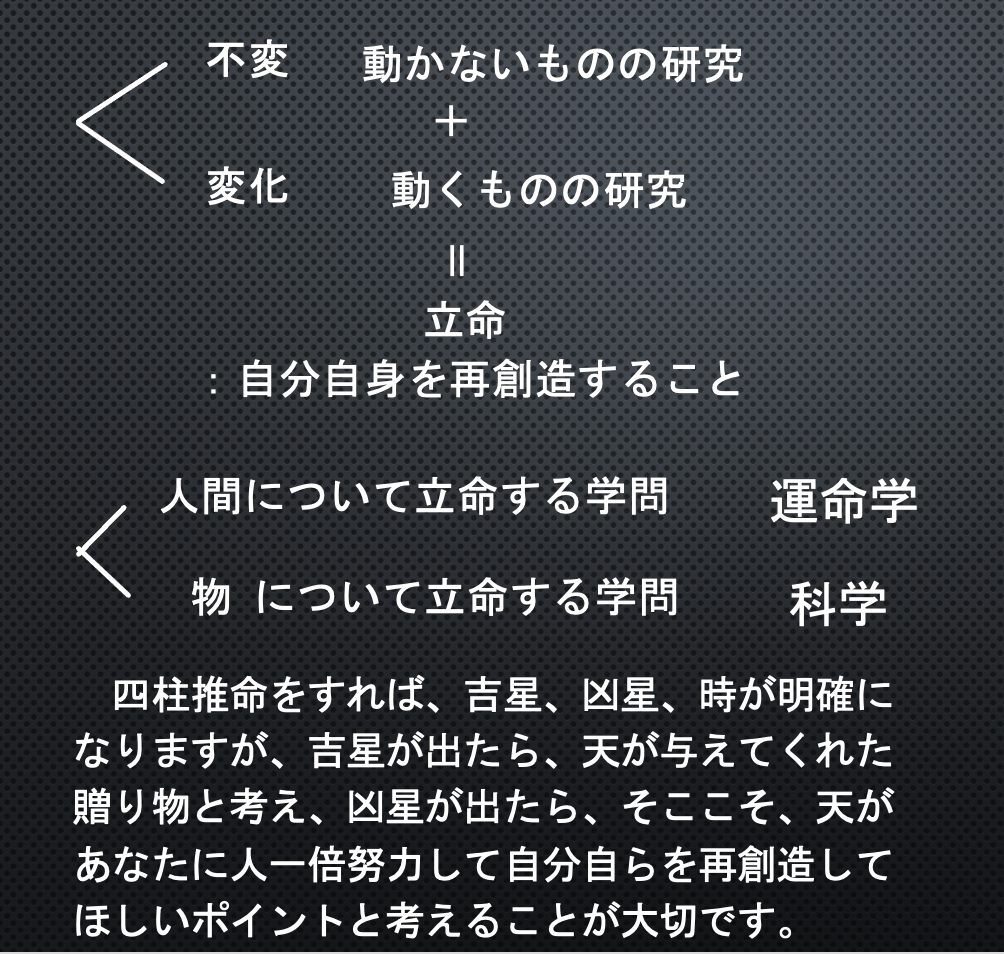 不変　動かないものの研究
＋
変化　動くものの研究
＝
立命
：自分自身を再創造すること
人間について立命する学問　運命学
物 について立命する学問　科学
四柱推命をすれば、吉星、凶星、時が明確に
なりますが、吉星が出たら、天が与えてくれた
贈り物と考え、凶星が出たら、そここそ、天が
あなたに人一倍努力して自分自らを再創造して
ほしいポイントと考えることが大切です。